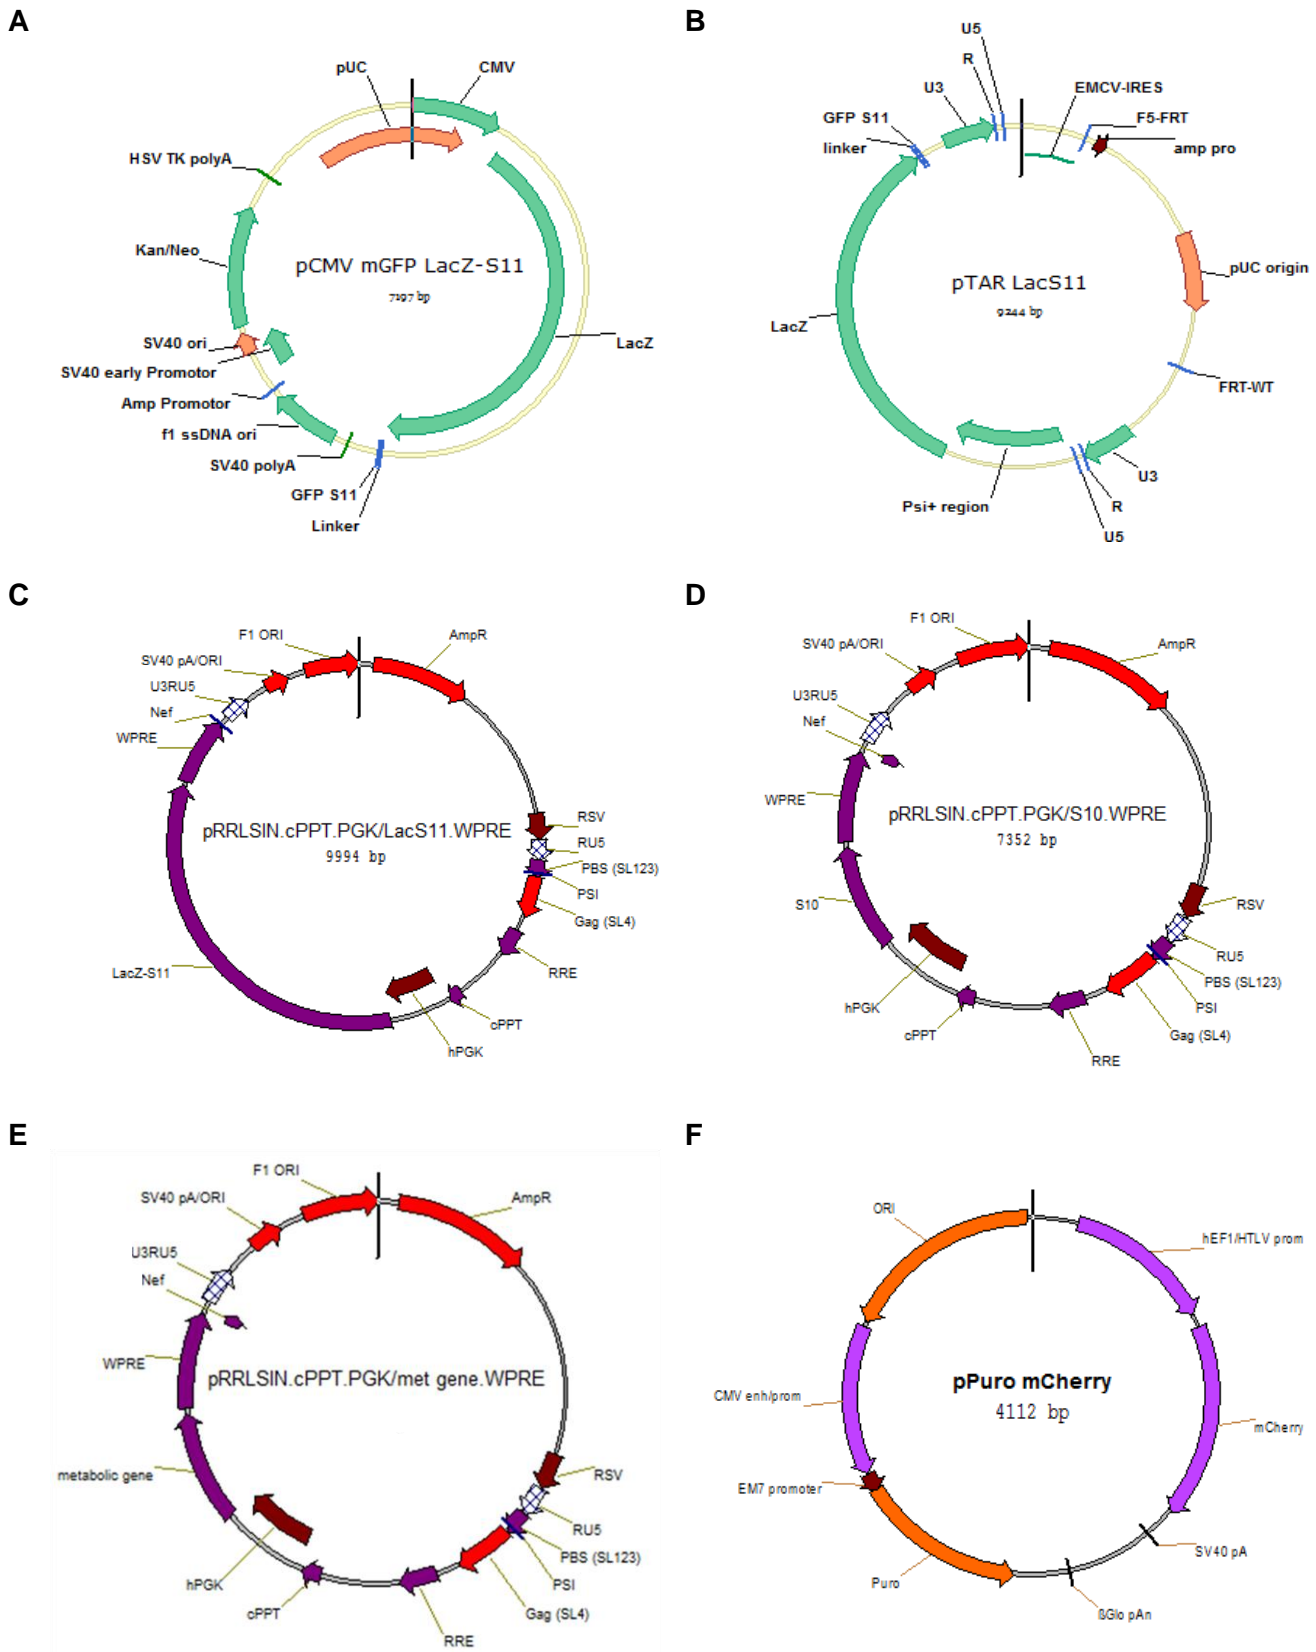 A
pUC
CMV
HSV TK polyA
Kan/Neo
pCMV mGFP LacZ-S11
7197 bp
SV40 ori
SV40 early Promotor
Amp Promotor
f1 ssDNA ori
SV40 polyA
GFP S11
Linker
LacZ
B
U5
R
U3
EMCV-IRES
GFP S11
F5-FRT
linker
amp pro
pUC origin
pTAR LacS11
9244 bp
LacZ
FRT-WT
U3
Psi+ region
R
U5
C
F1 ORI
AmpR
SV40 pA/ORI
U3RU5
Nef
WPRE
pRRLSIN.cPPT.PGK/LacS11.WPRE
9994 bp
RSV
RU5
PBS (SL123)
PSI
Gag (SL4)
RRE
LacZ-S11
cPPT
hPGK
D
F1 ORI
AmpR
SV40 pA/ORI
U3RU5
Nef
WPRE
pRRLSIN.cPPT.PGK/S10.WPRE
7352 bp
S10
RSV
RU5
PBS (SL123)
PSI
hPGK
Gag (SL4)
cPPT
RRE
E
F1 ORI
AmpR
SV40 pA/ORI
U3RU5
Nef
WPRE
pRRLSIN.cPPT.PGK/met gene.WPRE
metabolic gene
RSV
RU5
PBS (SL123)
PSI
hPGK
cPPT
Gag (SL4)
RRE
F
ORI
hEF1/HTLV prom
pPuro mCherry
4112 bp
CMV enh/prom
mCherry
EM7 promoter
SV40 pA
Puro
ßGlo pAn